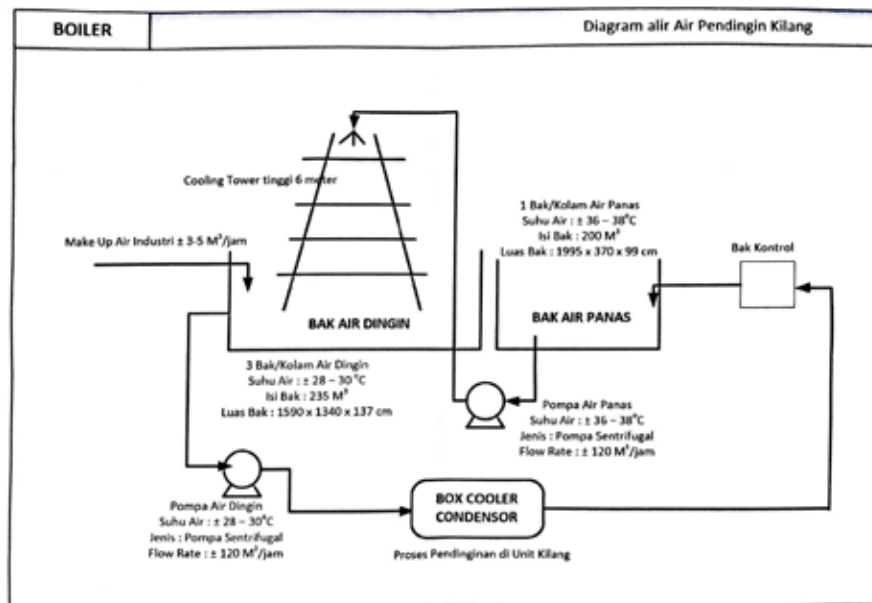 BOILER
Diagram alir Air Pendingin Kilang
Cooling Tower tinggi 6 meter
Make Up Air Industri ± 3-5 M³/jam
1 Bak/Kolam Air Panas
Suhu Air : ± 36 – 38⁰C
Isi Bak : 200 M³
Luas Bak : 1995 x 370 x 99 cm
Bak Kontrol
BAK AIR DINGIN
BAK AIR PANAS
3 Bak/Kolam Air Dingin
Suhu Air : ± 28 – 30 ⁰C
Isi Bak : 235 M³
Luas Bak : 1590 x 1340 x 137 cm
Pompa Air Panas
Suhu Air : ± 36 – 38⁰C
Jenis : Pompa Sentrifugal
Flow Rate : ± 120 M³/jam
Pompa Air Dingin
Suhu Air : ± 28 – 30⁰C
Jenis : Pompa Sentrifugal
Flow Rate : ± 120 M³/jam
BOX COOLER
CONDENSOR
Proses Pendinginan di Unit Kilang